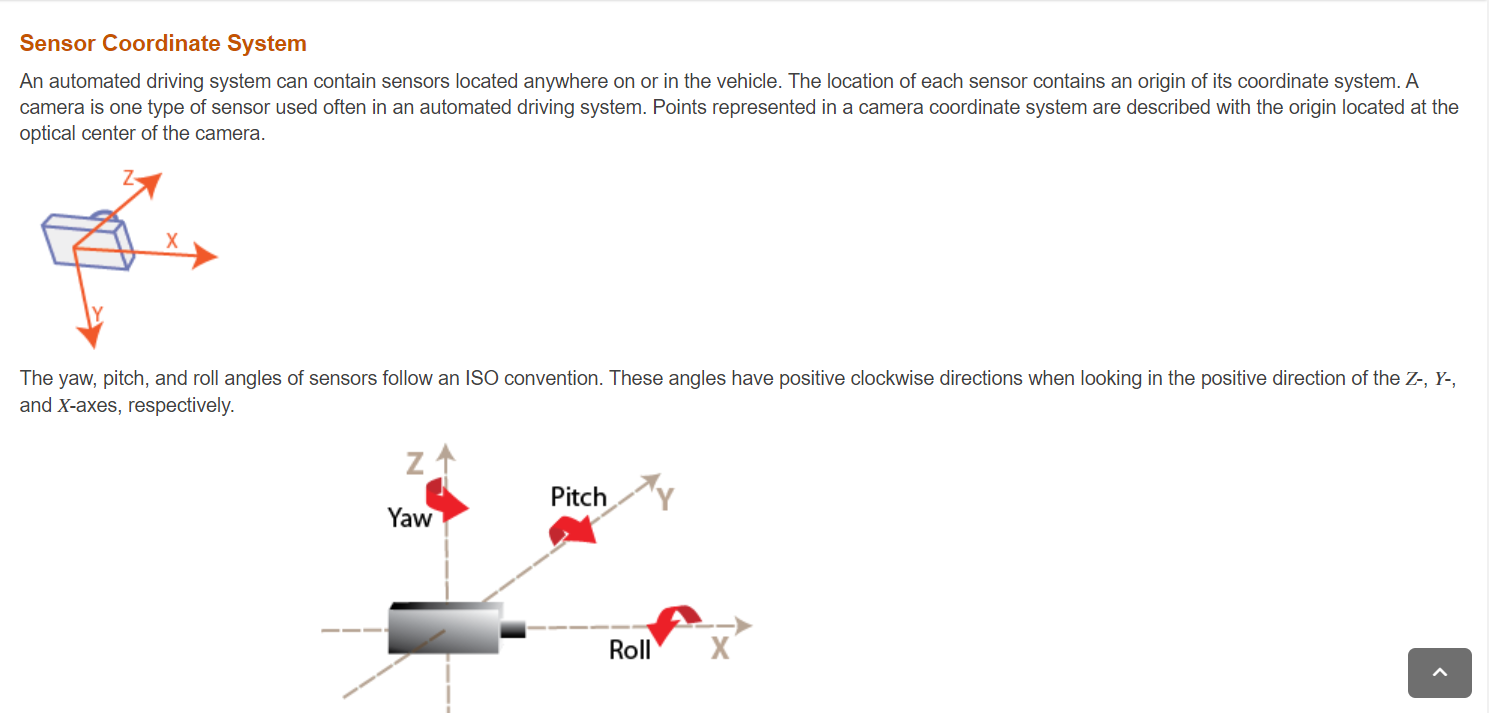 Sensor Coordinate System
An automated driving system can contain sensors located anywhere on or in the vehicle. The location of each sensor contains an origin of its coordinate system. A
camera is one type of sensor used often in an automated driving system. Points represented in a camera coordinate system are described with the origin located at the
optical center of the camera.
Z
X
Y
The yaw, pitch, and roll angles of sensors follow an ISO convention. These angles have positive clockwise directions when looking in the positive direction of the Z-, Y-,
and X-axes, respectively.
Z
Pitch
Y
Yaw
Roll
X